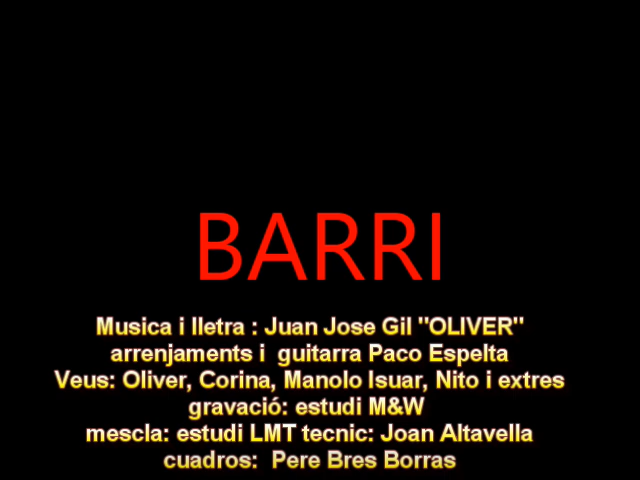 BARRI
Musica i lletra : Juan Jose Gil "OLIVER"
arrenjaments i  guitarra Paco Espelta
Veus: Oliver, Corina, Manolo Isuar, Nito i extres
gravació: estudi M&W
mescla: estudi LMT tecnic: Joan Altavella
cuadros:  Pere Bres Borras